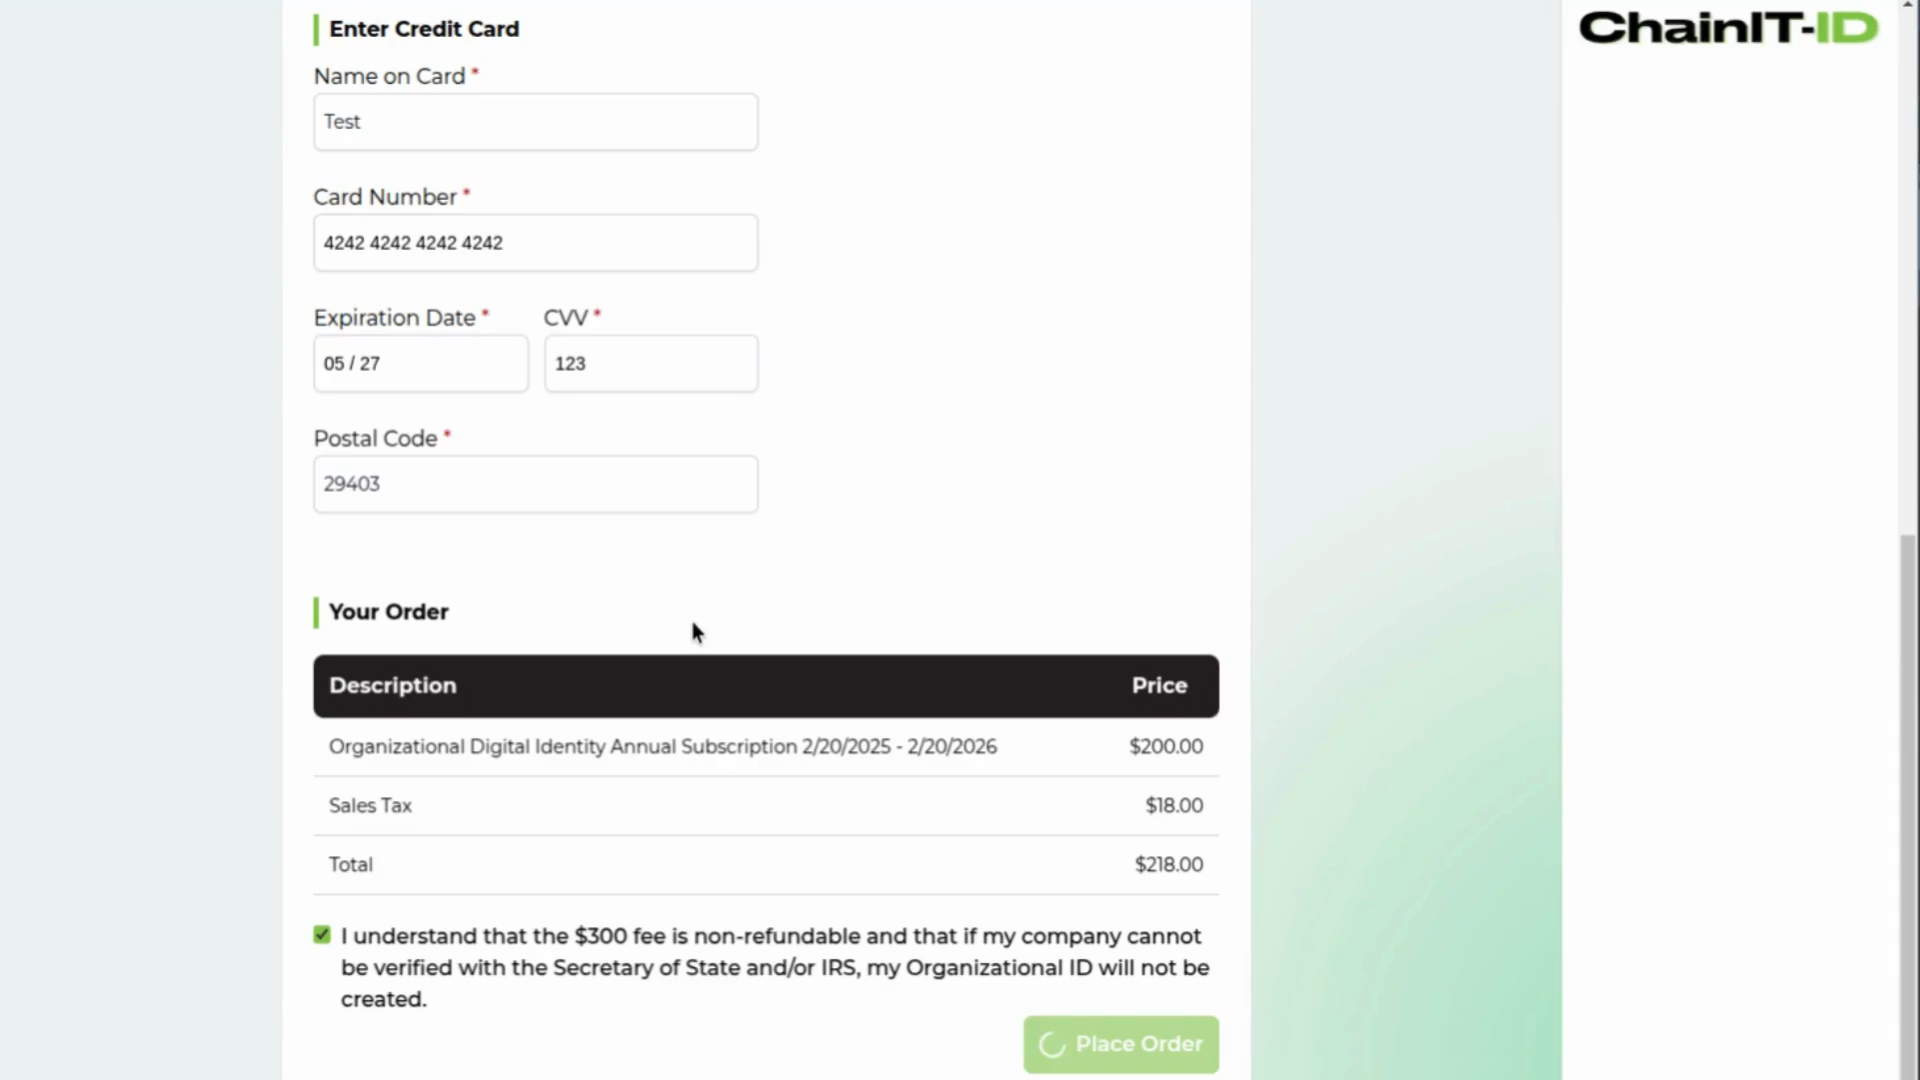 ChainIT-ID
Enter Credit Card
Name on Card *
Test
Card Number *
4242 4242 4242 4242
Expiration Date * CVV *
05 / 27 123
Postal Code *
29403
Your Order
Description Price
Organizational Digital Identity Annual Subscription 2/20/2025 - 2/20/2026 $200.00
Sales Tax $18.00
Total $218.00
I understand that the $300 fee is non-refundable and that if my company cannot
be verified with the Secretary of State and/or IRS, my Organizational ID will not be
created.
Place Order